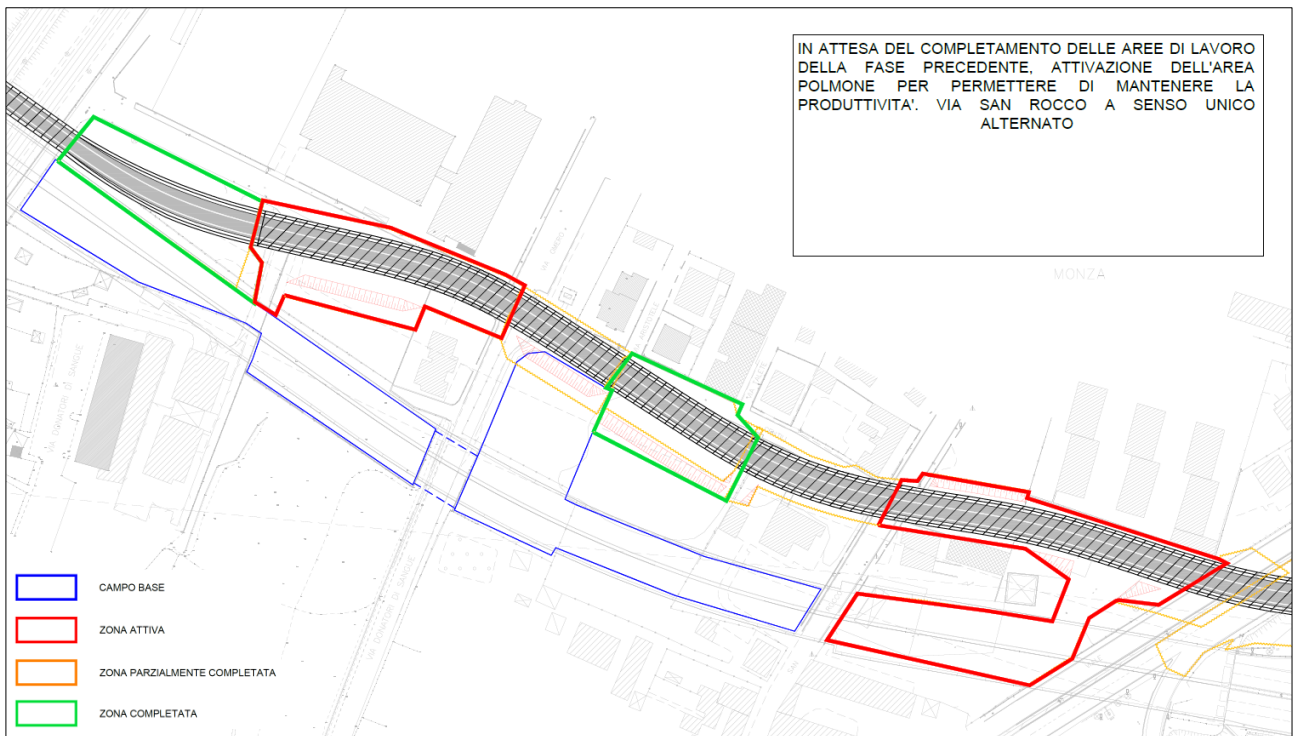 IN ATTESA DEL COMPLETAMENTO DELLE AREE DI LAVORO
DELLA FASE PRECEDENTE, ATTIVAZIONE DELL'AREA
POLMONE PER PERMETTERE DI MANTENERE LA
PRODUTTIVITA'. VIA SAN ROCCO A SENSO UNICO
ALTERNATO
MONZA
CAMPO BASE
ZONA ATTIVA
ZONA PARZIALMENTE COMPLETATA
ZONA COMPLETATA